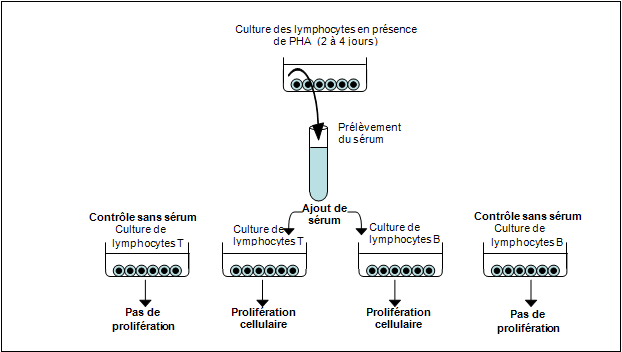 Culture des lymphocytes en présence
de PHA (2 à 4 jours)
Prélèvement
du sérum
Ajout de
sérum
Contrôle sans sérum
Culture de
lymphocytes T
Culture de
lymphocytes T
Culture de
lymphocytes B
Contrôle sans sérum
Culture de
lymphocytes B
Pas de
prolifération
Prolifération
cellulaire
Prolifération
cellulaire
Pas de
prolifération